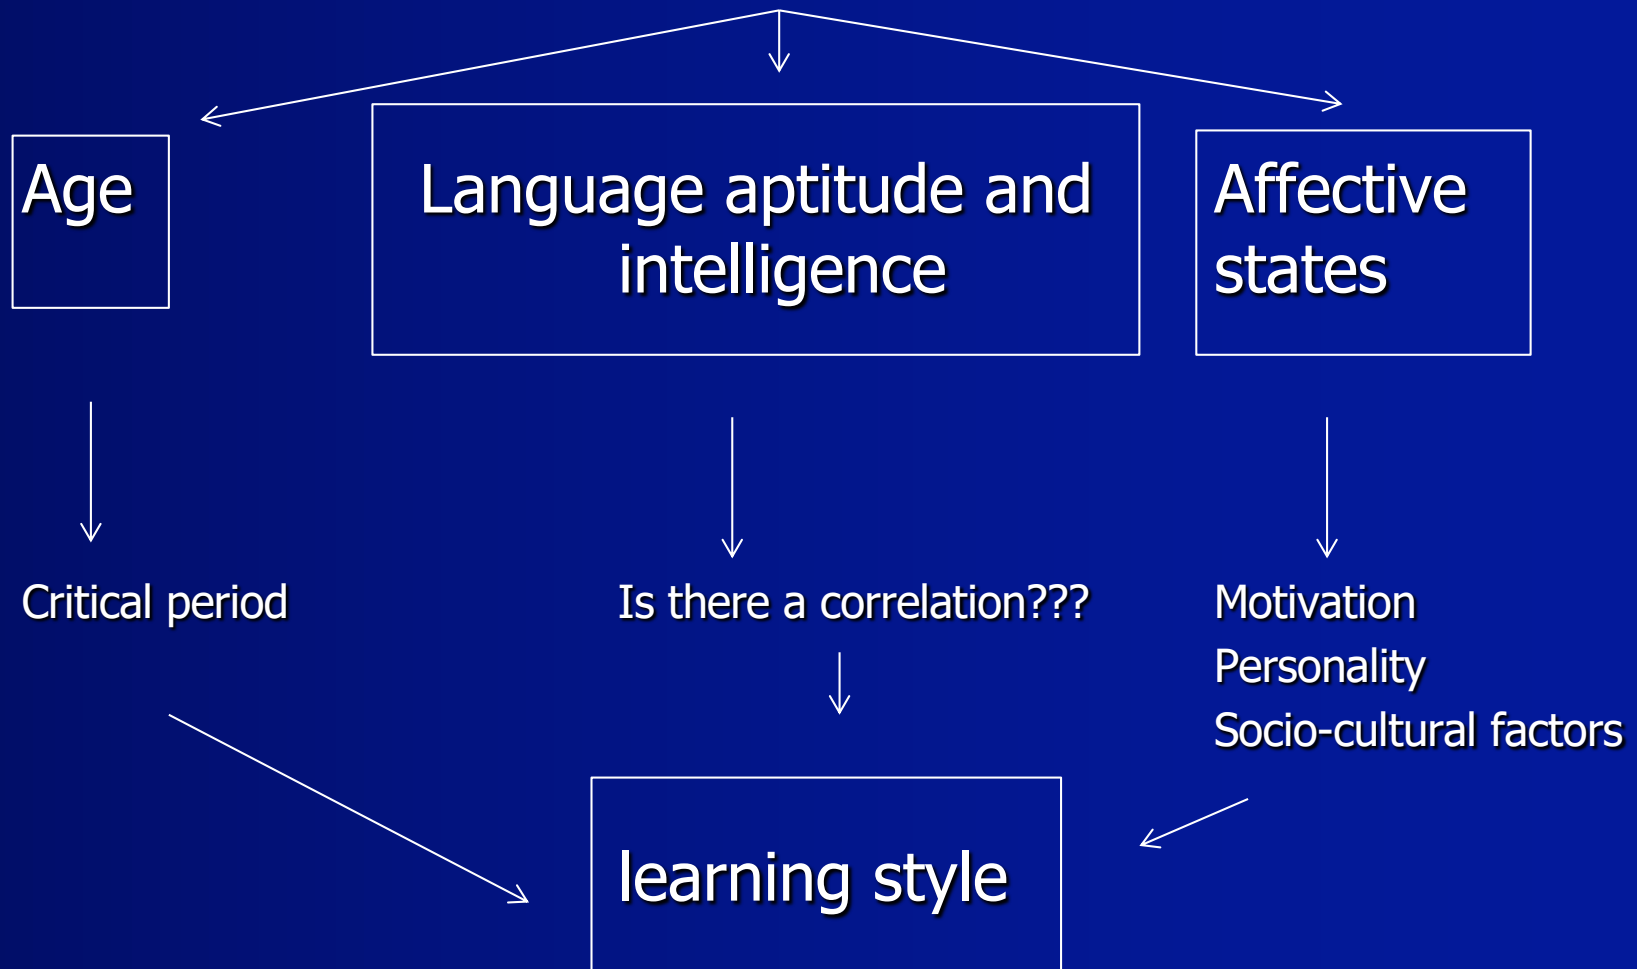 Age
Language aptitude and
intelligence
Affective
states
Critical period
Is there a correlation???
Motivation
Personality
Socio-cultural factors
learning style